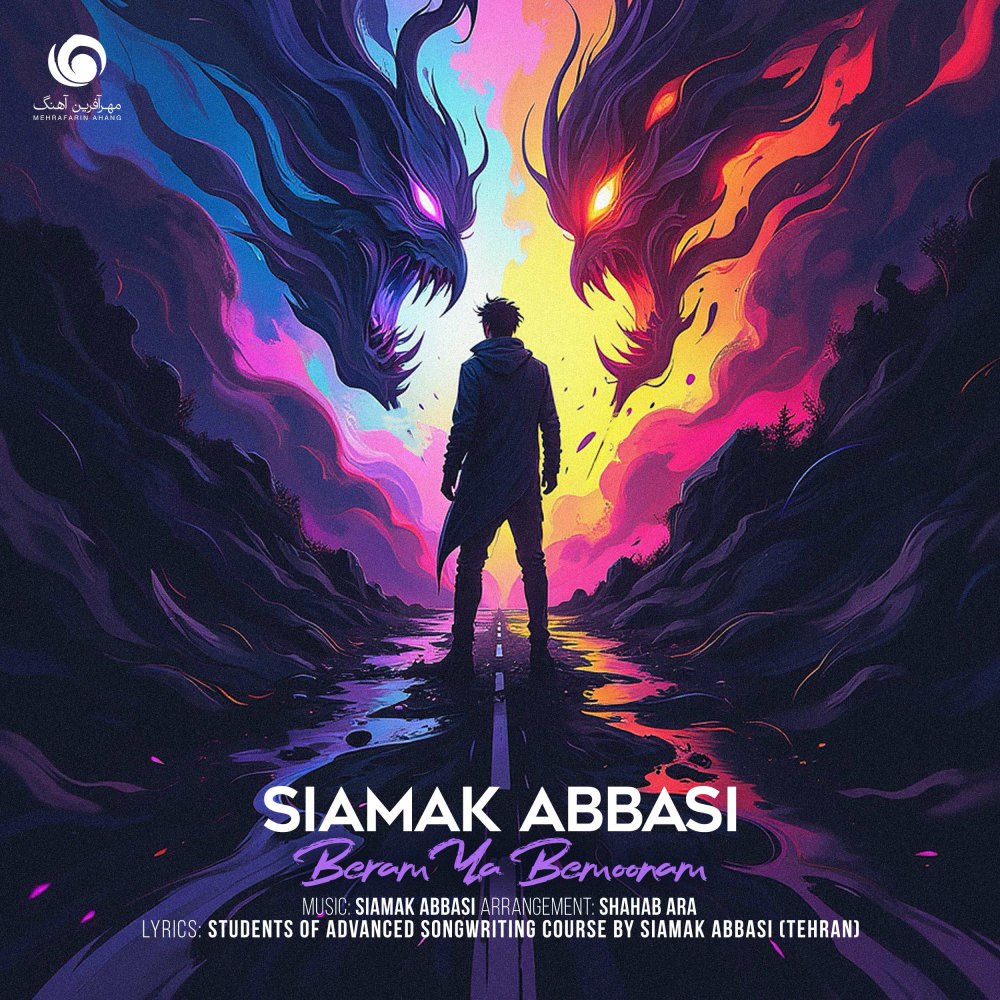 مهرآفرین آهنگ
MEHRAFARIN AHANG
SIAMAK ABBASI
Beram Ya Bemoonam
MUSIC: SIAMAK ABBASI ARRANGEMENT: SHAHAB ARA
LYRICS: STUDENTS OF ADVANCED SONGWRITING COURSE BY SIAMAK ABBASI (TEHRAN)